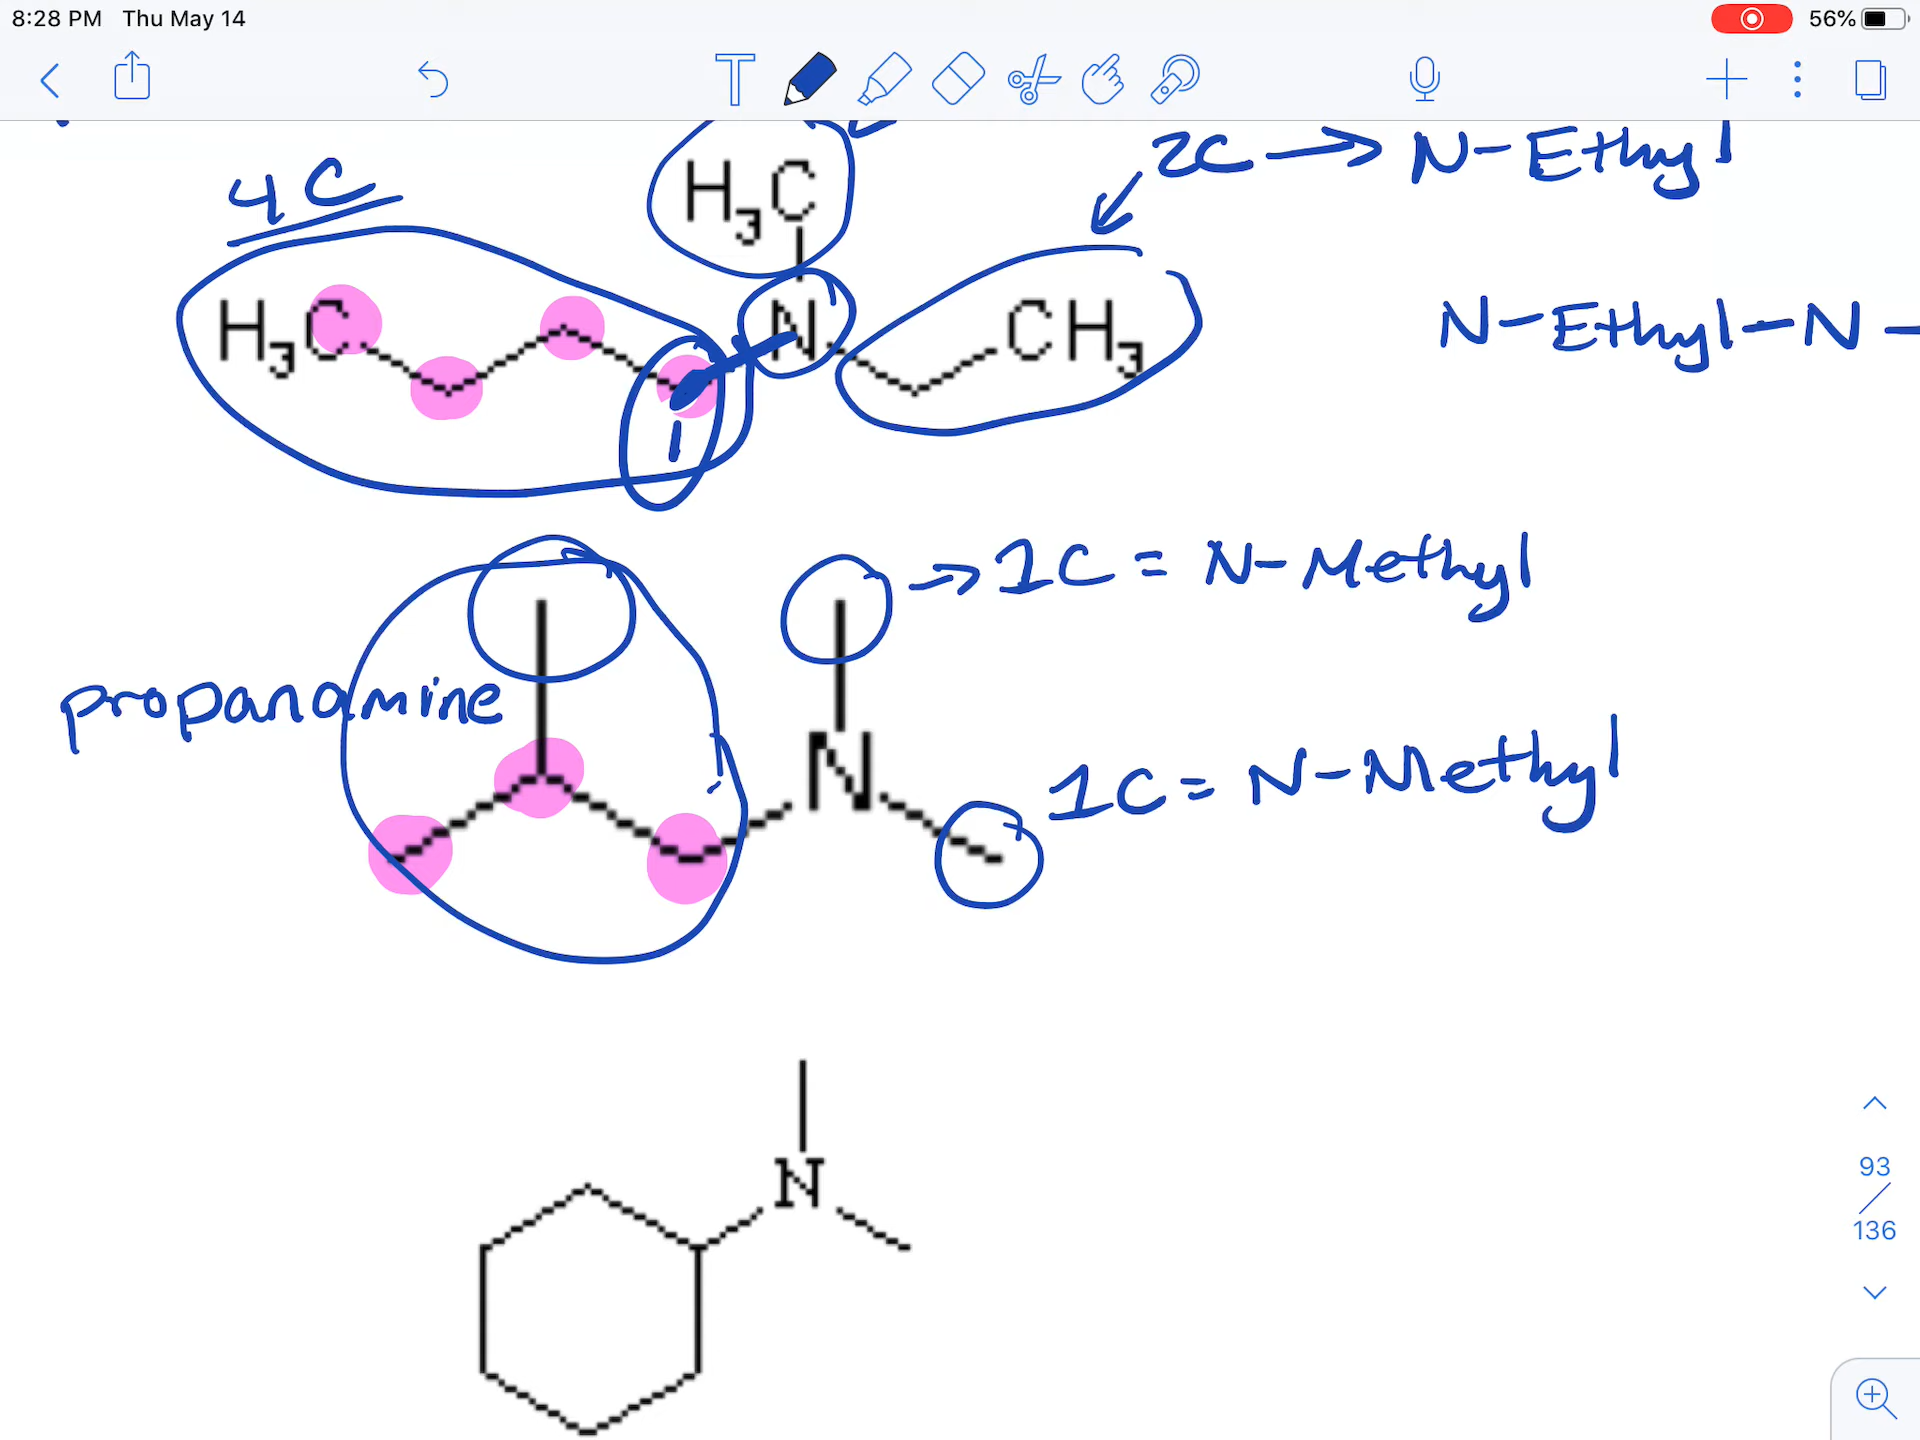 8:28 PM Thu May 14
56%
T
2C → N-Ethyl
4C
H3C
H3C N CH3
N-Ethyl-N-
1
→ 1C = N-Methyl
propanamine
N
1C = N-Methyl
N
93
/
136